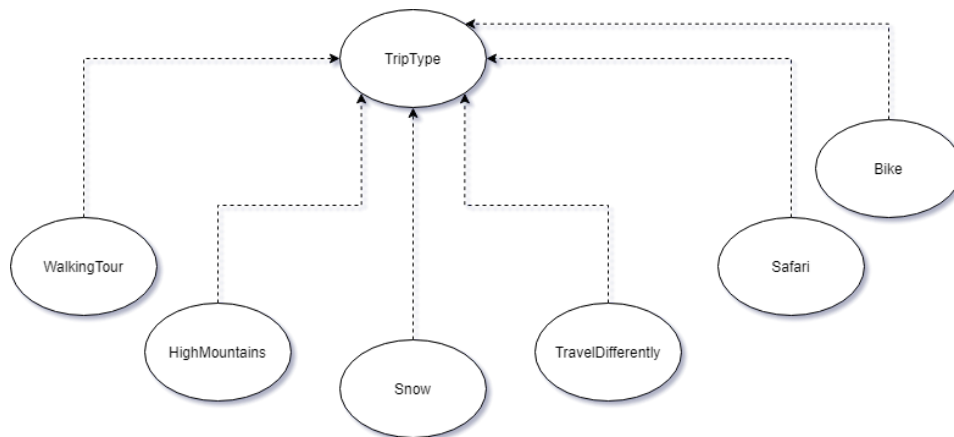 TripType
Bike
WalkingTour
Safari
HighMountains
TravelDifferently
Snow